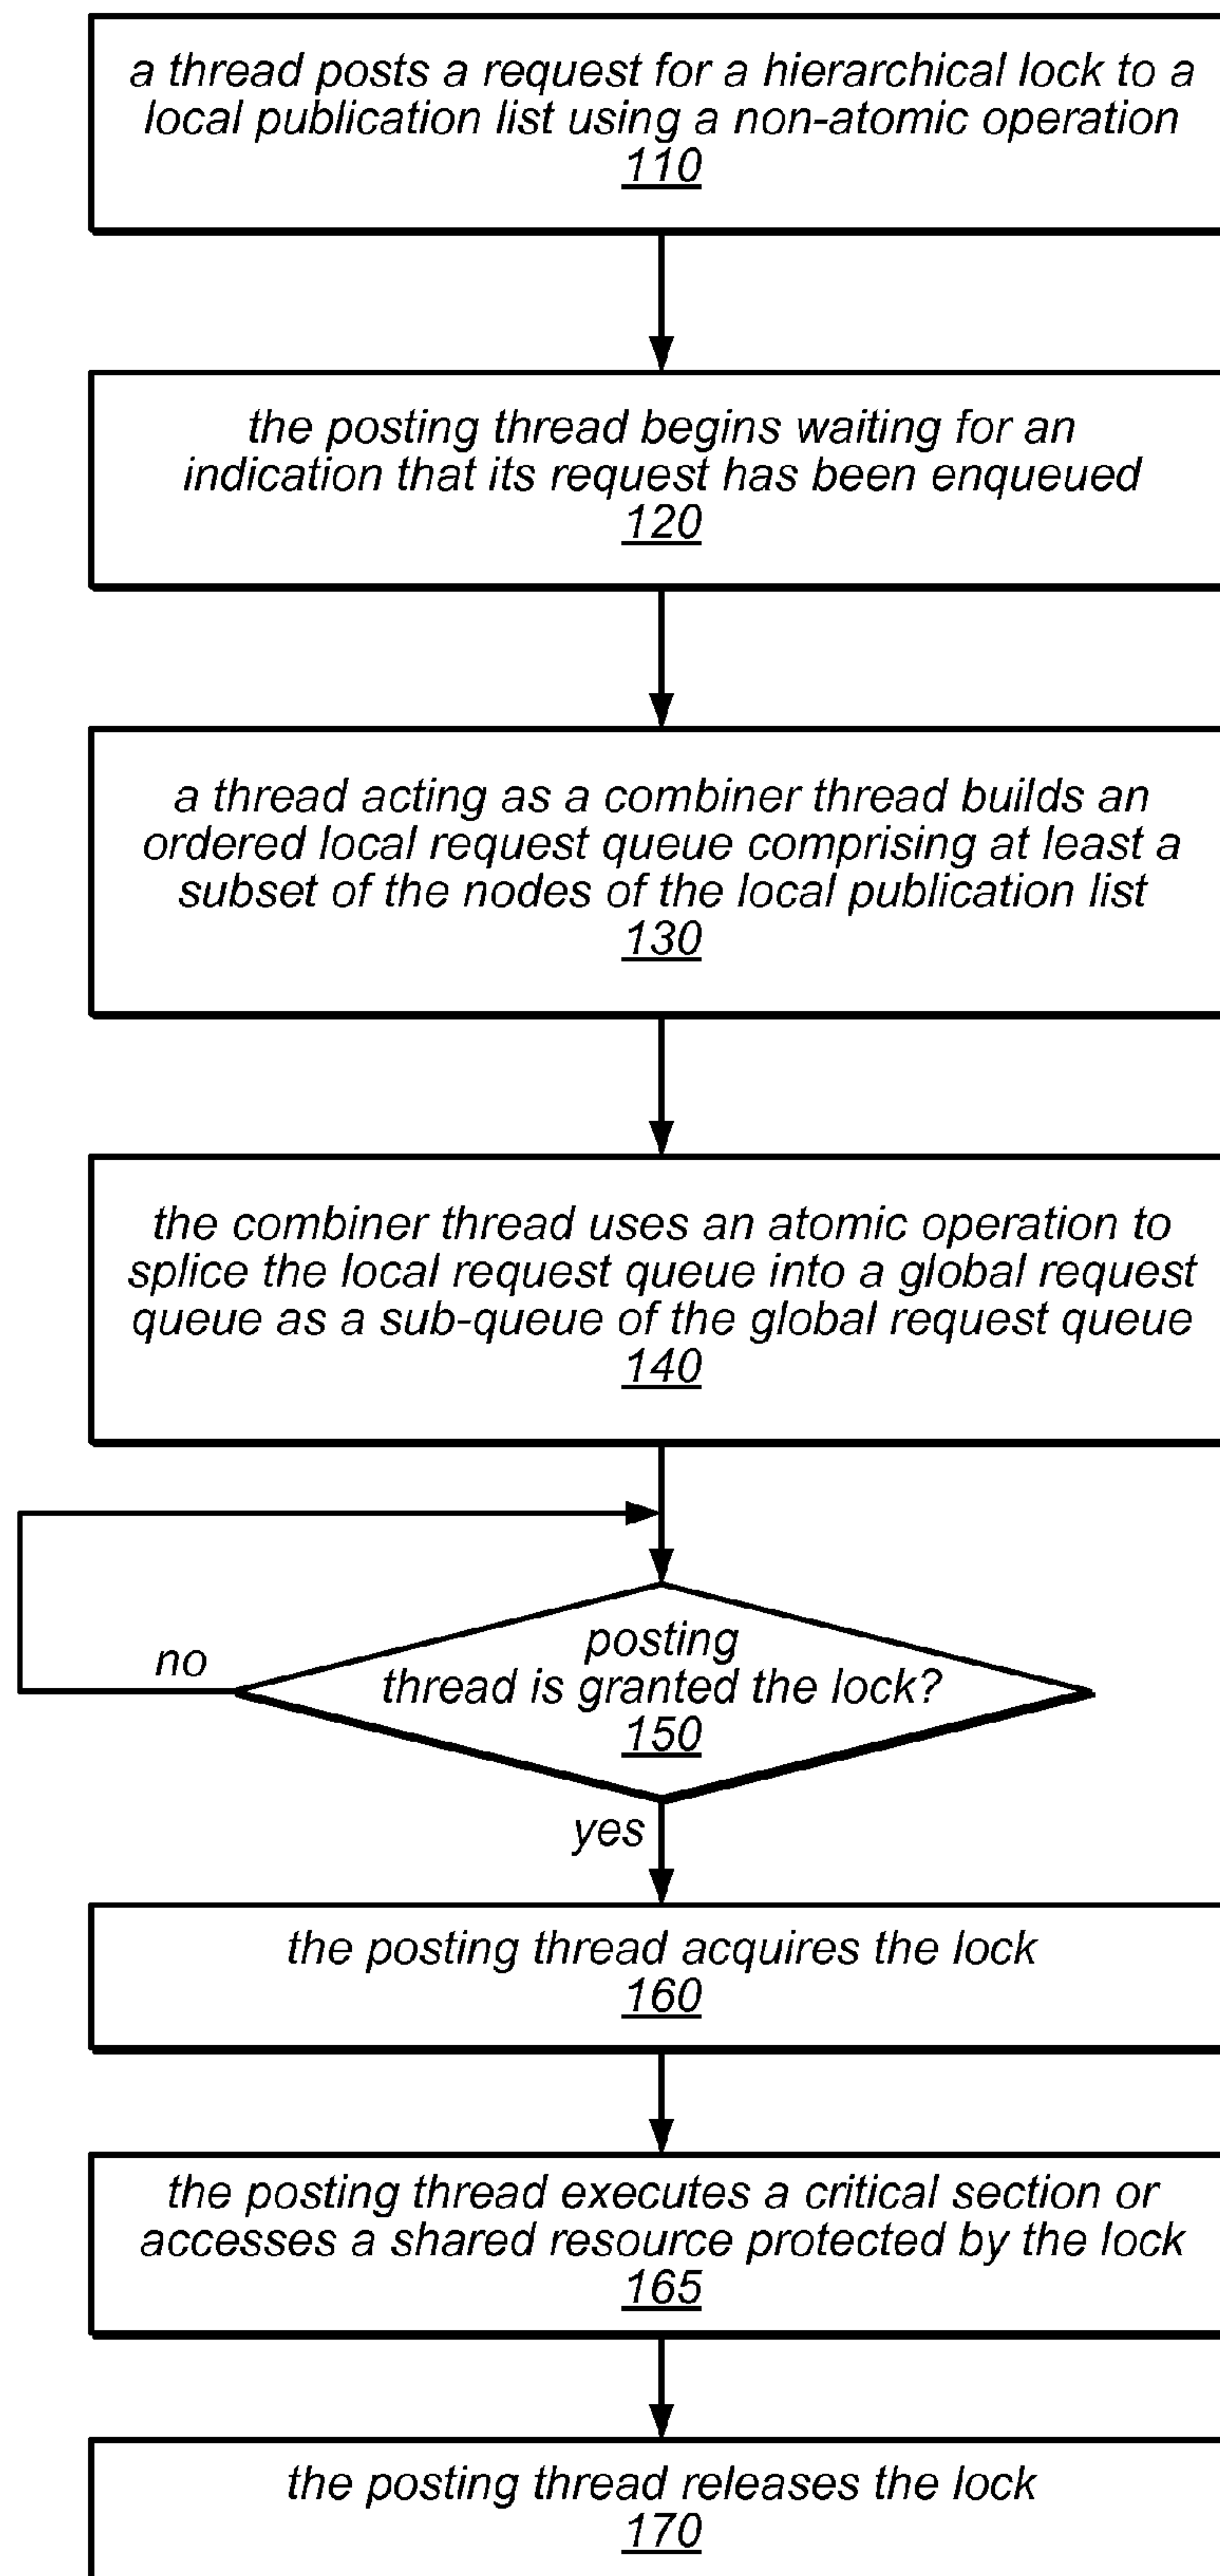 a thread posts a request for a hierarchical lock to a
local publication list using a non-atomic operation
110
the posting thread begins waiting for an
indication that its request has been enqueued
120
a thread acting as a combiner thread builds an
ordered local request queue comprising at least a
subset of the nodes of the local publication list
130
the combiner thread uses an atomic operation to
splice the local request queue into a global request
queue as a sub-queue of the global request queue
140
posting
no
thread is granted the lock?
150
yes
the posting thread acquires the lock
160
the posting thread executes a critical section or
accesses a shared resource protected by the lock
165
the posting thread releases the lock
170